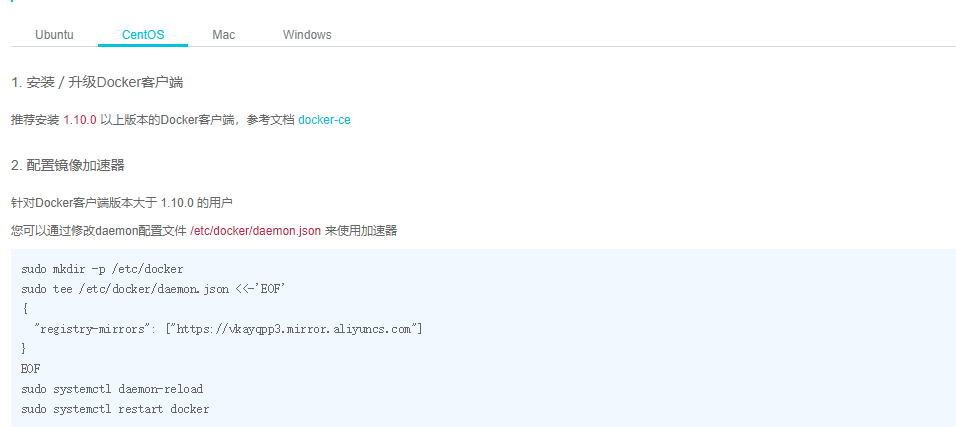 Ubuntu CentOS Mac Windows
1. 安装 / 升级Docker客户端
推荐安装 1.10.0 以上版本的Docker客户端，参考文档 docker-ce
2. 配置镜像加速器
针对Docker客户端版本大于 1.10.0 的用户
您可以通过修改daemon配置文件 /etc/docker/daemon.json 来使用加速器
sudo mkdir -p /etc/docker
sudo tee /etc/docker/daemon.json <<-'EOF'
{
  "registry-mirrors": ["https://vkayqpp3.mirror.aliyuncs.com"]
}
EOF
sudo systemctl daemon-reload
sudo systemctl restart docker